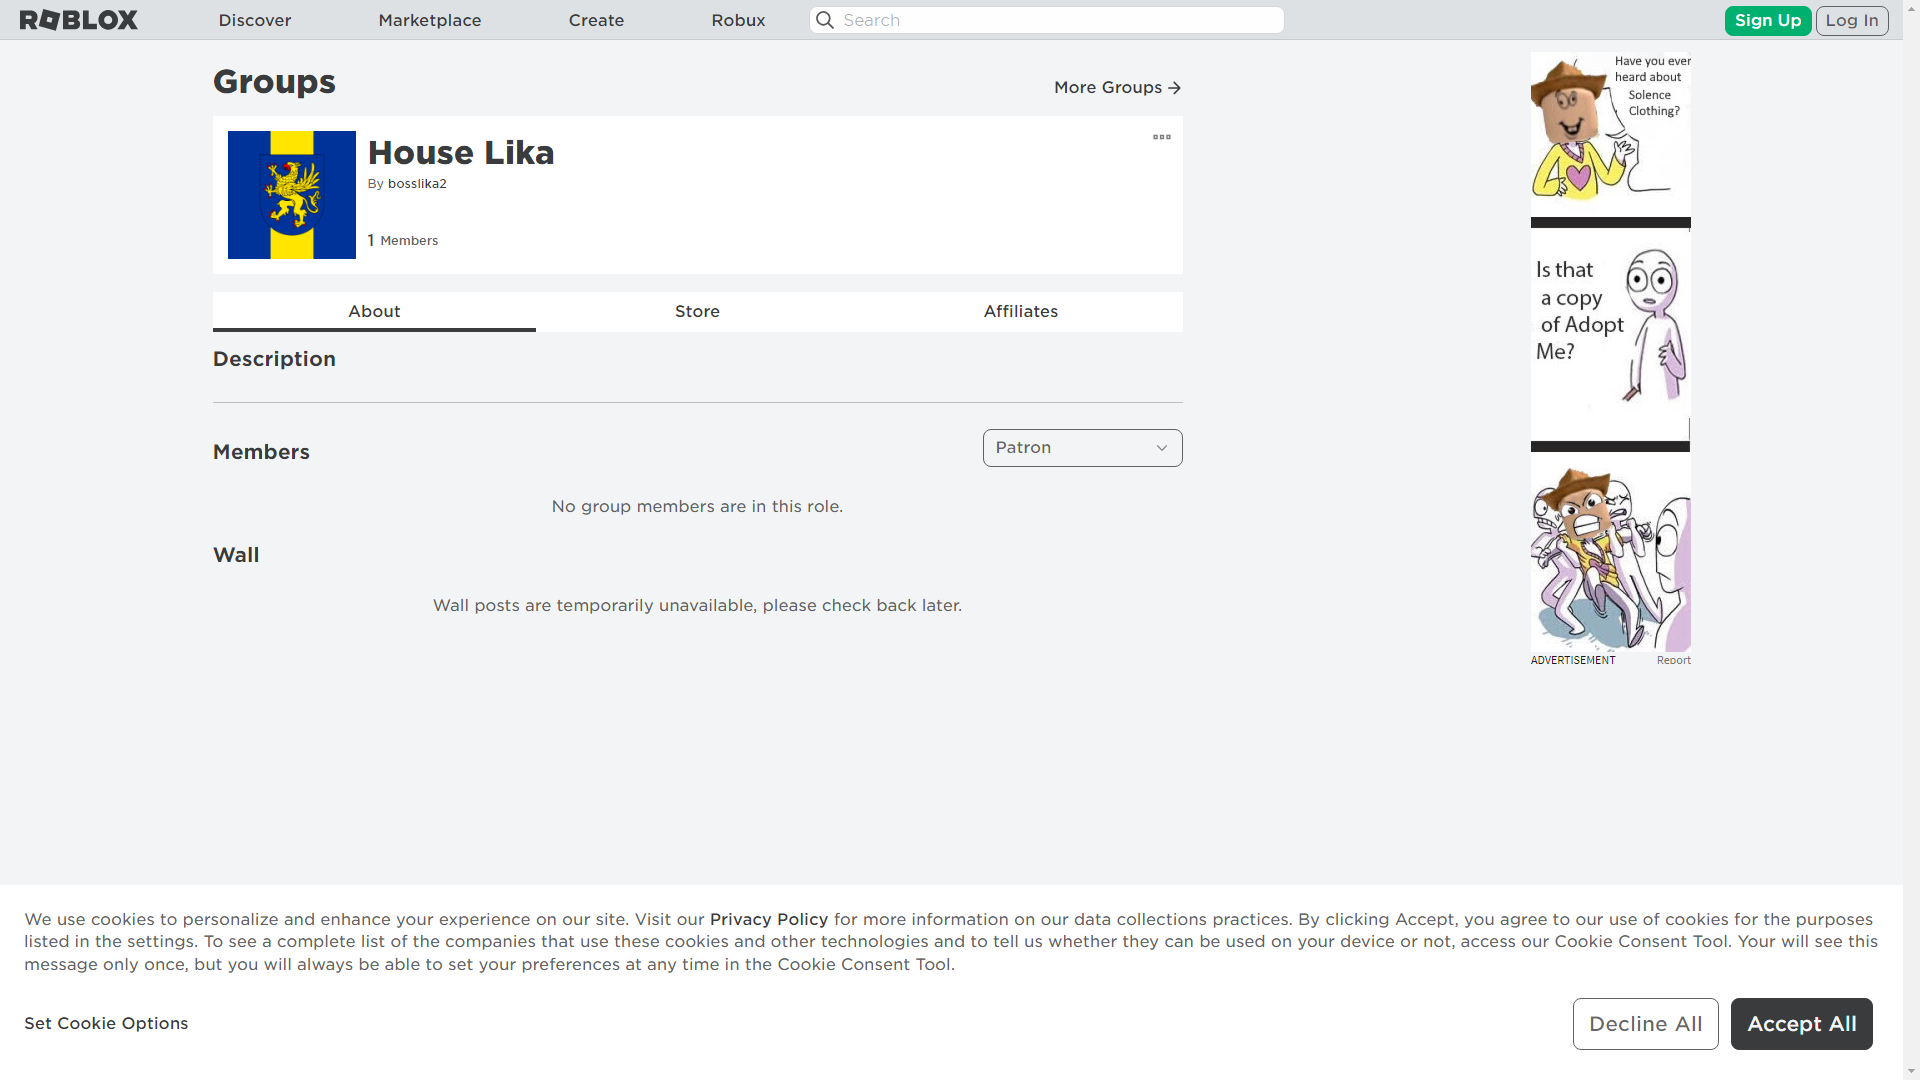 ROBLOX
Discover
Marketplace
Create
Robux
Search
Sign Up
Log In
Groups
More Groups
House Lika
By bosslika2
1 Members
About
Store
Affiliates
Description
Members
Patron
No group members are in this role.
Wall
Wall posts are temporarily unavailable, please check back later.
Have you ever
heard about
Solence
Clothing?
Is that
a copy
of Adopt
Me?
ADVERTISEMENT
Report
We use cookies to personalize and enhance your experience on our site. Visit our Privacy Policy for more information on our data collections practices. By clicking Accept, you agree to our use of cookies for the purposes
listed in the settings. To see a complete list of the companies that use these cookies and other technologies and to tell us whether they can be used on your device or not, access our Cookie Consent Tool. Your will see this
message only once, but you will always be able to set your preferences at any time in the Cookie Consent Tool.
Set Cookie Options
Decline All
Accept All